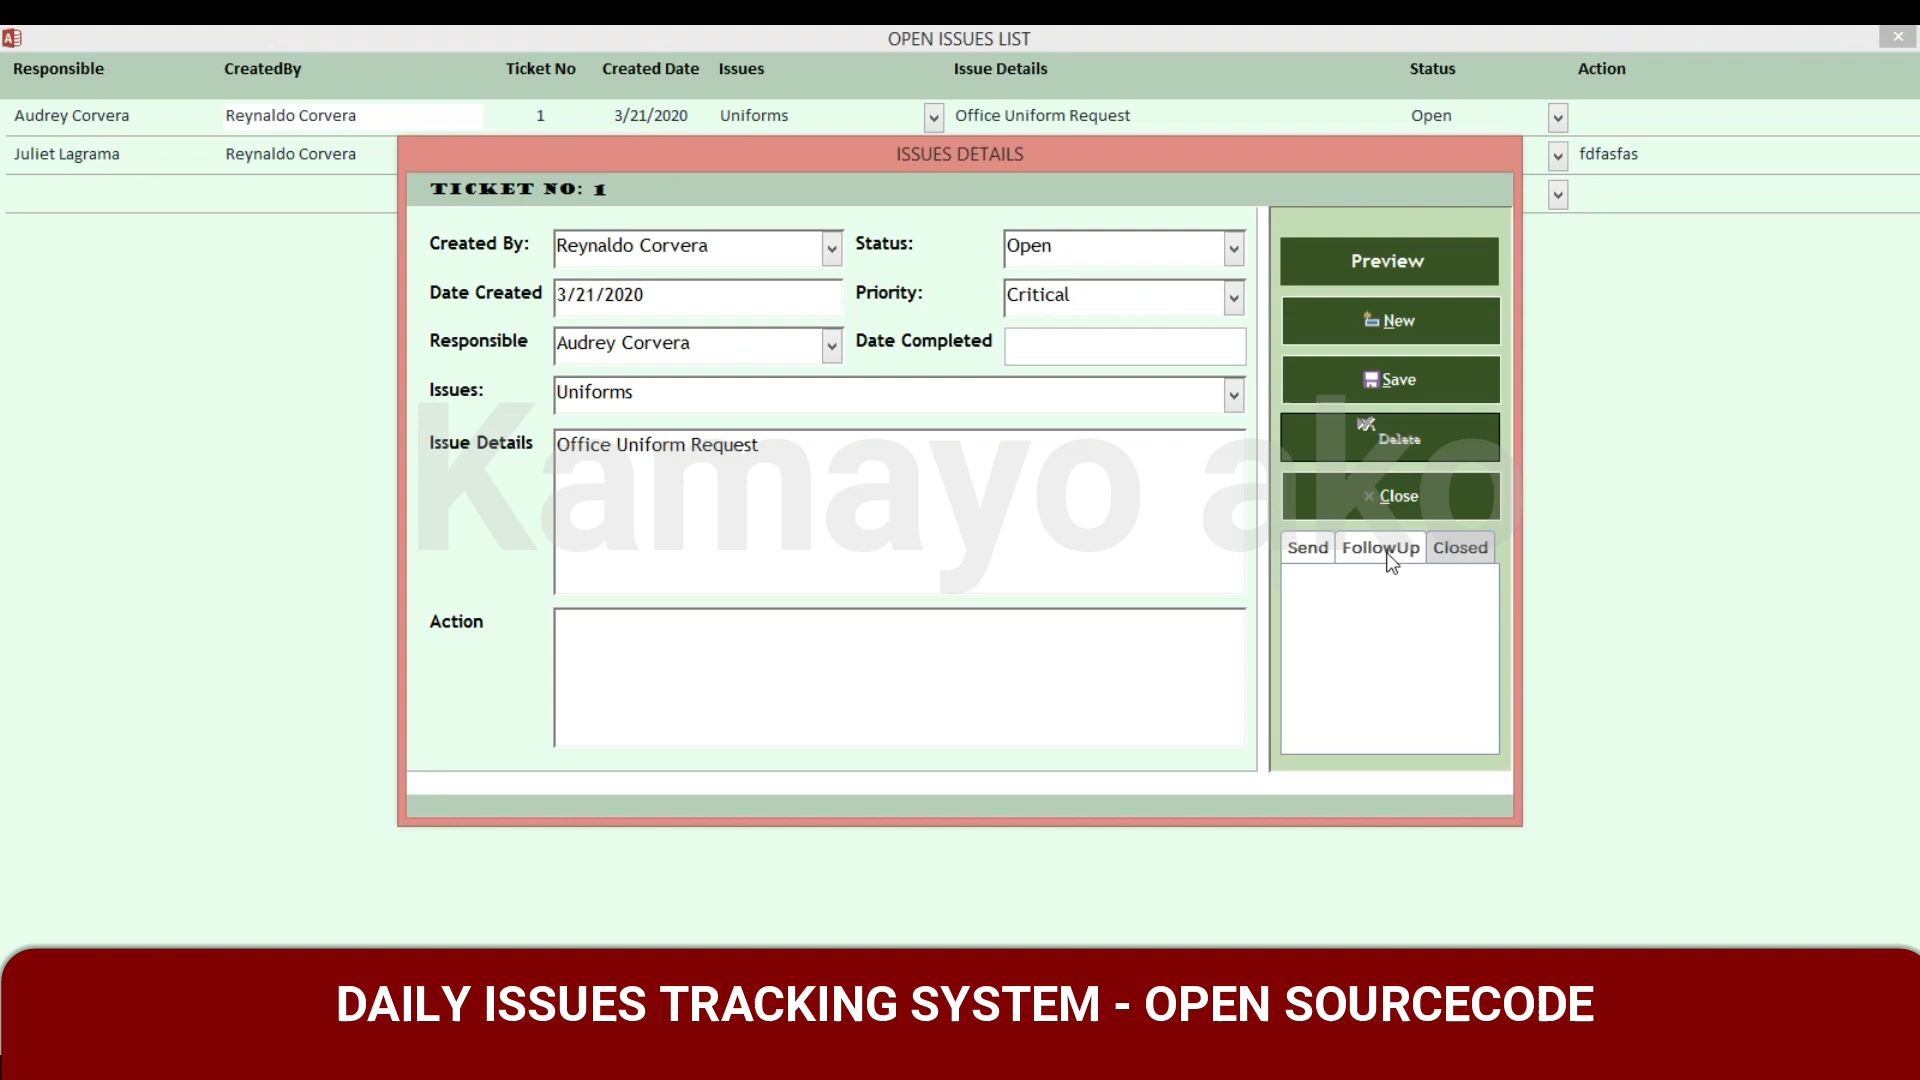 OPEN ISSUES LIST
Responsible CreatedBy Ticket No Created Date Issues Issue Details Status Action
Audrey Corvera Reynaldo Corvera 1 3/21/2020 Uniforms Office Uniform Request Open
Juliet Lagrama Reynaldo Corvera fdfasfas
ISSUES DETAILS
TICKET NO: 1
Created By: Reynaldo Corvera Status: Open
Date Created 3/21/2020 Priority: Critical
Responsible Audrey Corvera Date Completed
Issues: Uniforms
Issue Details Office Uniform Request
Action
Preview
New
Save
Delete
Close
Send FollowUp Closed
Kamayo ako
DAILY ISSUES TRACKING SYSTEM - OPEN SOURCECODE